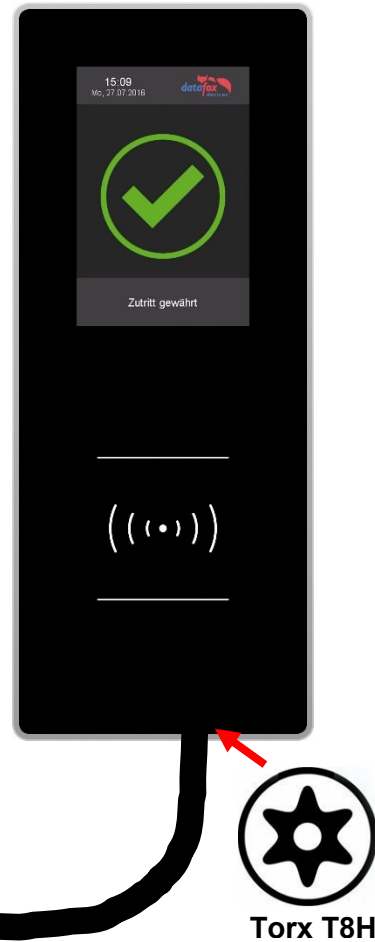 15:09
Mo, 27.07.2016
datafox
Zutritt gewährt
Torx T8H